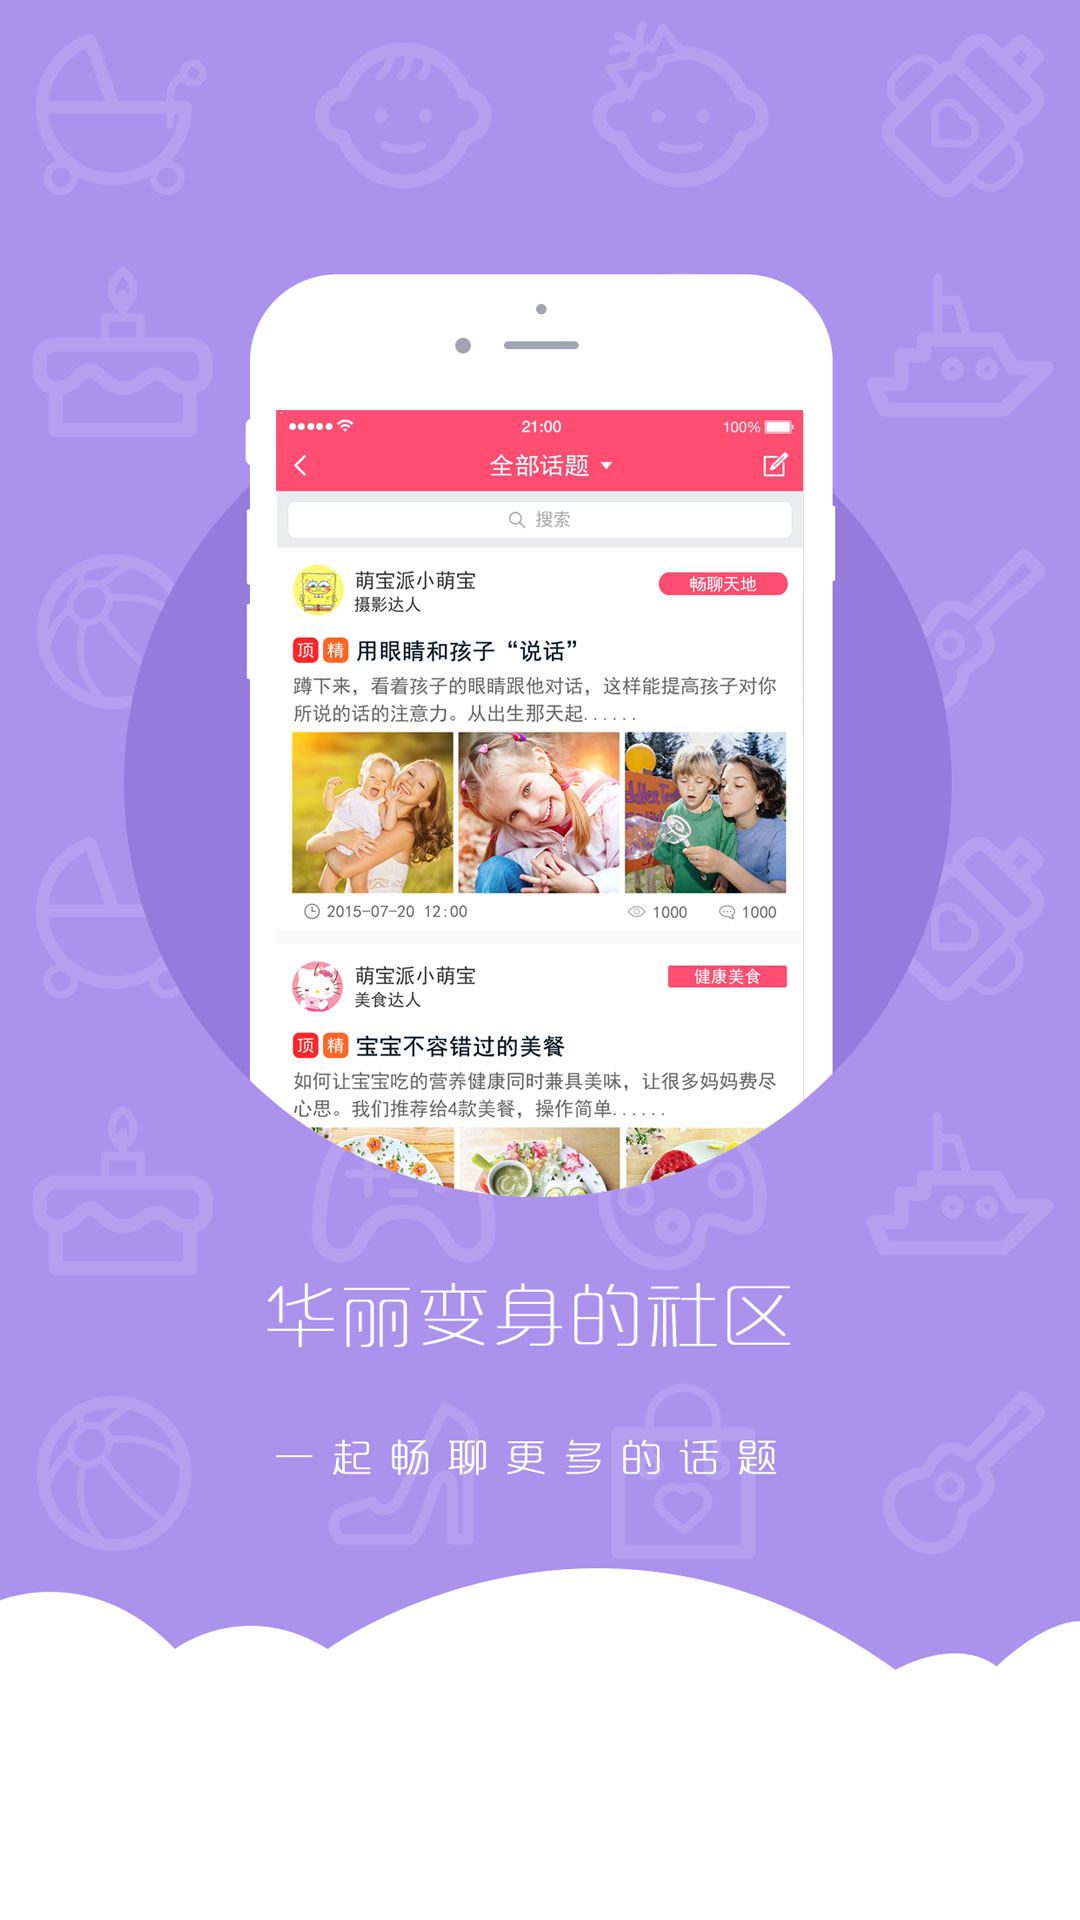 21:00
100%
全部话题
搜索
萌宝派小萌宝
畅聊天地
摄影达人
顶 精 用眼睛和孩子“说话”
蹲下来，看着孩子的眼睛跟他对话，这样能提高孩子对你
所说的话的注意力。从出生那天起......
2015-07-20 12:00
1000
1000
萌宝派小萌宝
健康美食
美食达人
顶 精 宝宝不容错过的美餐
如何让宝宝吃的营养健康同时兼具美味，让很多妈妈费尽
心思。我们推荐给4款美餐，操作简单......
华丽变身的社区
一起畅聊更多的话题